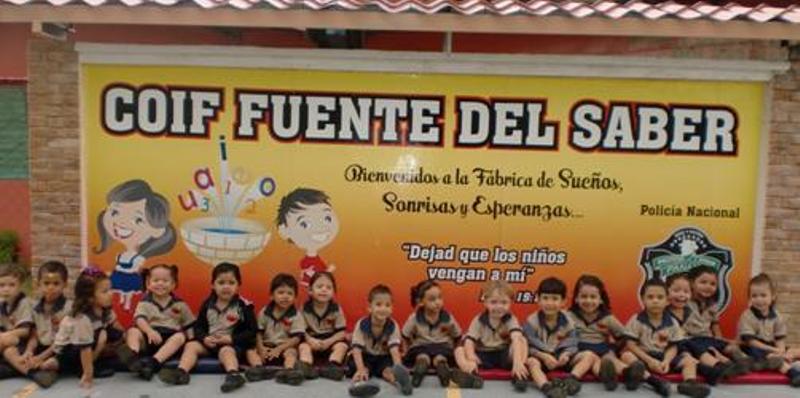 COIF FUENTE DEL SABER
Bienvenidos a la Fábrica de Sueños,
Sonrisas y Esperanzas...
Policía Nacional
"Dejad que los niños
vengan a mí"
u a i e o